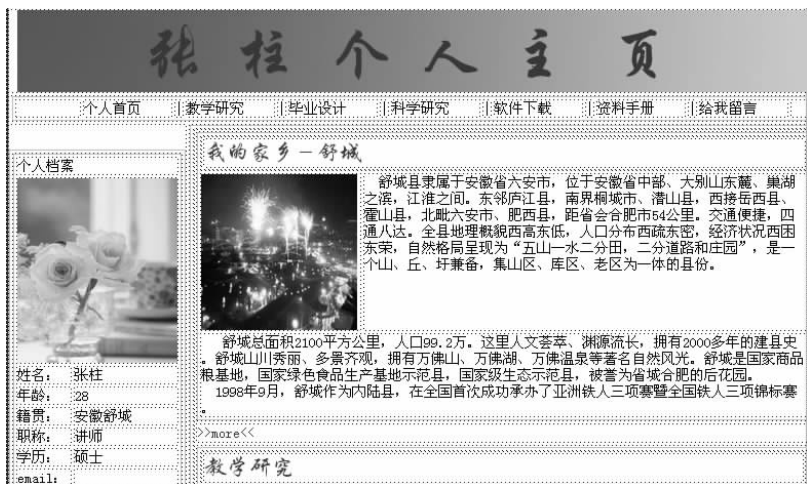 张柱个人主页
个人首页 | 教学研究 | 毕业设计 | 科学研究 | 软件下载 | 资料手册 | 给我留言
个人档案
姓名： 张柱
年龄： 28
籍贯： 安徽舒城
职称： 讲师
学历： 硕士
email:
我的家乡－舒城
舒城县隶属于安徽省六安市，位于安徽省中部、大别山东麓、巢湖
之滨，江淮之间。东邻庐江县，南界桐城市、潜山县，西接岳西县、
霍山县，北毗六安市、肥西县，距省会合肥市54公里。交通便捷，四
通八达。全县地理概貌西高东低，人口分布西疏东密，经济状况西困
东荣，自然格局呈现为“五山一水二分田，二分道路和庄园”，是一
个山、丘、圩兼备，集山区、库区、老区为一体的县份。
舒城总面积2100平方公里，人口99.2万。这里人文荟萃、渊源流长，拥有2000多年的建县史
。舒城山川秀丽、多景齐观，拥有万佛山、万佛湖、万佛温泉等著名自然风光。舒城是国家商品
粮基地，国家绿色食品生产基地示范县，国家级生态示范县，被誉为省城合肥的后花园。
1998年9月，舒城作为内陆县，在全国首次成功承办了亚洲铁人三项赛暨全国铁人三项锦标赛
。
>>more<<
教学研究